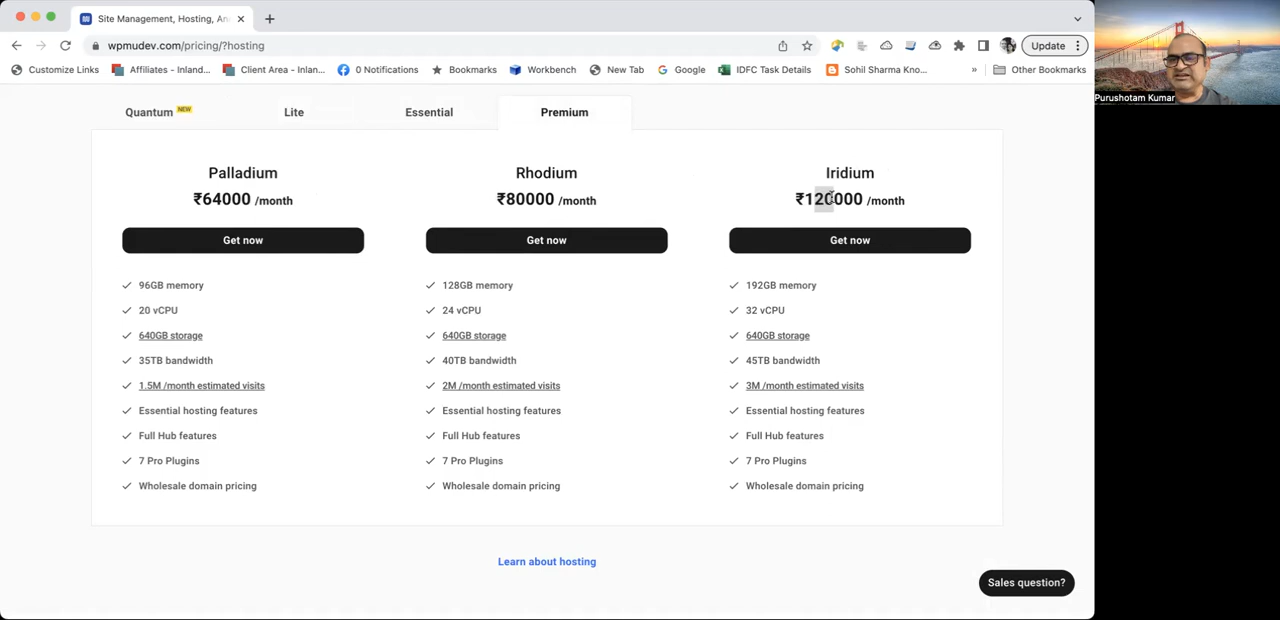 Site Management, Hosting, An
wpmudev.com/pricing/?hosting
Update
Customize Links
Affiliates - Inland...
Client Area - Inlan...
0 Notifications
Bookmarks
Workbench
New Tab
Google
IDFC Task Details
Sohil Sharma Kno...
»
Other Bookmarks
Purushotam Kumar
Quantum NEW
Lite
Essential
Premium
Palladium
₹64000 /month
Get now
96GB memory
20 vCPU
640GB storage
35TB bandwidth
1.5M /month estimated visits
Essential hosting features
Full Hub features
7 Pro Plugins
Wholesale domain pricing
Rhodium
₹80000 /month
Get now
128GB memory
24 vCPU
640GB storage
40TB bandwidth
2M /month estimated visits
Essential hosting features
Full Hub features
7 Pro Plugins
Wholesale domain pricing
Iridium
₹120000 /month
Get now
192GB memory
32 vCPU
640GB storage
45TB bandwidth
3M /month estimated visits
Essential hosting features
Full Hub features
7 Pro Plugins
Wholesale domain pricing
Learn about hosting
Sales question?